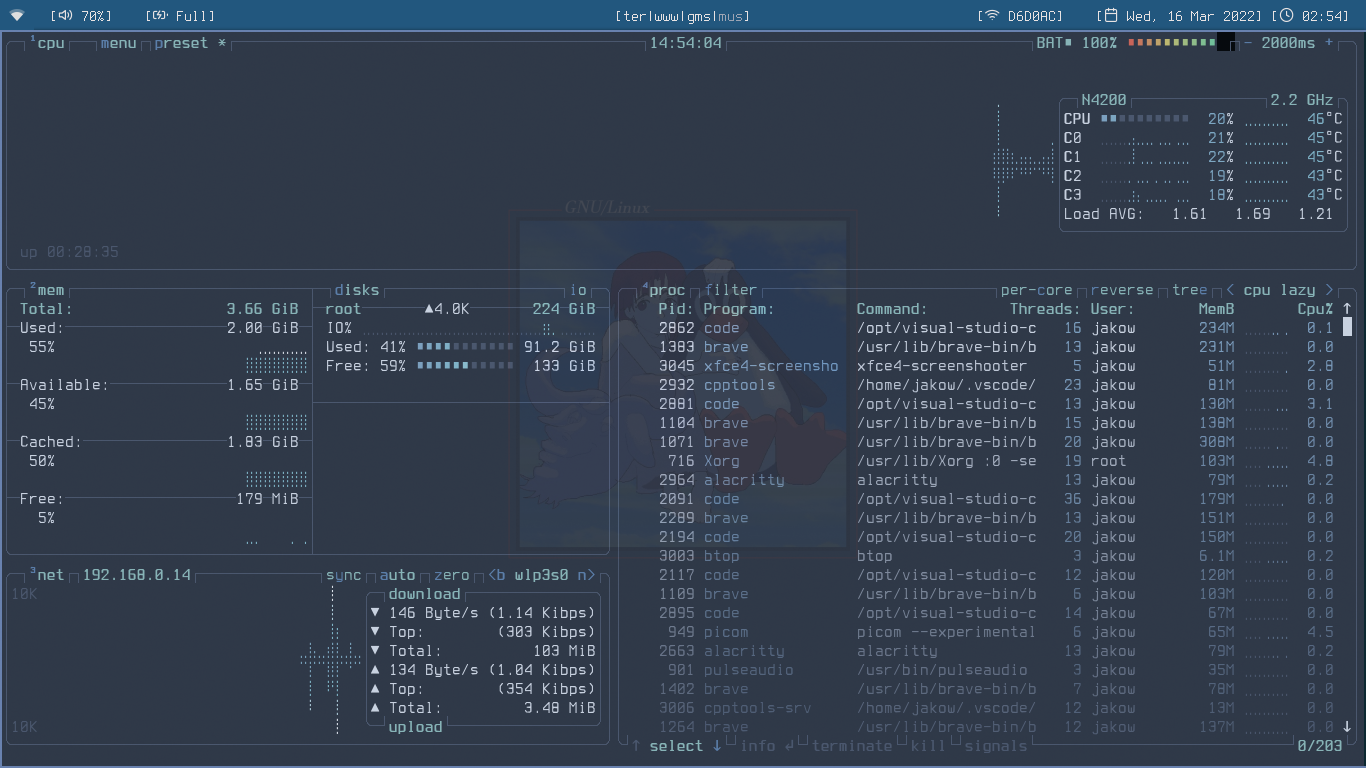 [ 70%] [ Full] [ter|www|gms|mus] [ D6D0AC] [ Wed, 16 Mar 2022] [ 02:54]
¹cpu menu preset * 14:54:04 BAT■ 100% - 2000ms +
N4200 2.2 GHz
CPU 20% 46°C
C0 21% 45°C
C1 22% 45°C
C2 19% 43°C
C3 18% 43°C
Load AVG: 1.61 1.69 1.21
GNU/Linux
up 00:28:35
²mem disks io
Total: 3.66 GiB
Used: 2.00 GiB
55%
Available: 1.65 GiB
45%
Cached: 1.83 GiB
50%
Free: 179 MiB
5%
root ▲4.0K 224 GiB
IO%
Used: 41% 91.2 GiB
Free: 59% 133 GiB
⁴proc filter per-core reverse tree < cpu lazy >
Pid: Program: Command: Threads: User: MemB Cpu% ↑
2862 code /opt/visual-studio-c 16 jakow 234M 0.1
1383 brave /usr/lib/brave-bin/b 13 jakow 231M 0.0
3045 xfce4-screensho xfce4-screenshooter 5 jakow 51M 2.8
2932 cpptools /home/jakow/.vscode/ 23 jakow 81M 0.0
2881 code /opt/visual-studio-c 13 jakow 130M 3.1
1104 brave /usr/lib/brave-bin/b 15 jakow 138M 0.0
1071 brave /usr/lib/brave-bin/b 20 jakow 308M 0.0
716 Xorg /usr/lib/Xorg :0 -se 19 root 103M 4.8
2964 alacritty alacritty 13 jakow 79M 0.2
2091 code /opt/visual-studio-c 36 jakow 179M 0.0
2289 brave /usr/lib/brave-bin/b 13 jakow 151M 0.0
2194 code /opt/visual-studio-c 20 jakow 150M 0.0
3003 btop btop 3 jakow 6.1M 0.2
2117 code /opt/visual-studio-c 12 jakow 120M 0.0
1109 brave /usr/lib/brave-bin/b 6 jakow 103M 0.0
2895 code /opt/visual-studio-c 14 jakow 67M 0.0
949 picom picom --experimental 6 jakow 65M 4.5
2663 alacritty alacritty 13 jakow 79M 0.2
901 pulseaudio /usr/bin/pulseaudio 3 jakow 35M 0.0
1402 brave /usr/lib/brave-bin/b 7 jakow 78M 0.0
3006 cpptools-srv /home/jakow/.vscode/ 12 jakow 13M 0.0
1264 brave /usr/lib/brave-bin/b 12 jakow 137M 0.0 ↓
↑ select ↓ info ↲ terminate kill signals 0/203
³net 192.168.0.14 sync auto zero <b wlp3s0 n>
10K
download
▼ 146 Byte/s (1.14 Kibps)
▼ Top: (303 Kibps)
▼ Total: 103 MiB
▲ 134 Byte/s (1.04 Kibps)
▲ Top: (354 Kibps)
▲ Total: 3.48 MiB
upload
10K